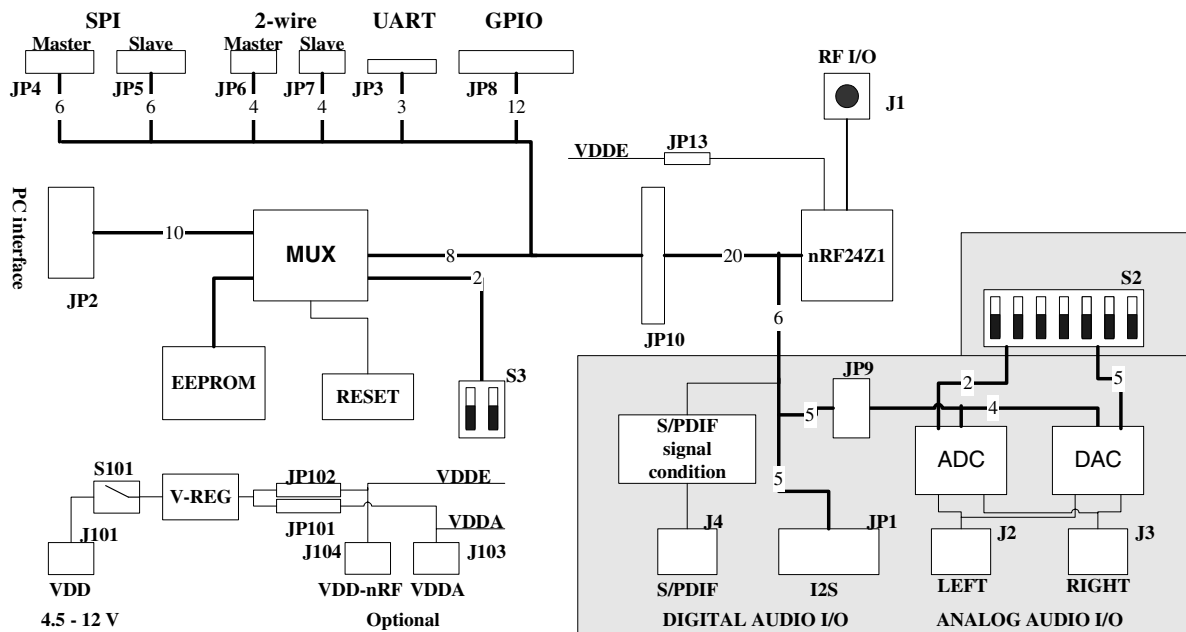 SPI
2-wire
UART
GPIO
Master
Slave
Master
Slave
RF I/O
JP4
JP5
JP6
JP7
JP3
JP8
J1
6
6
4
4
3
12
VDDE
JP13
PC interface
10
MUX
8
20
nRF24Z1
2
S2
JP2
6
JP10
EEPROM
RESET
S3
JP9
2
5
5
4
S/PDIF
signal
condition
ADC
DAC
S101
V-REG
JP102
VDDE
5
JP101
VDDA
J101
J104
J103
J4
JP1
J2
J3
VDD
VDD-nRF
VDDA
S/PDIF
I2S
LEFT
RIGHT
4.5 - 12 V
Optional
DIGITAL AUDIO I/O
ANALOG AUDIO I/O